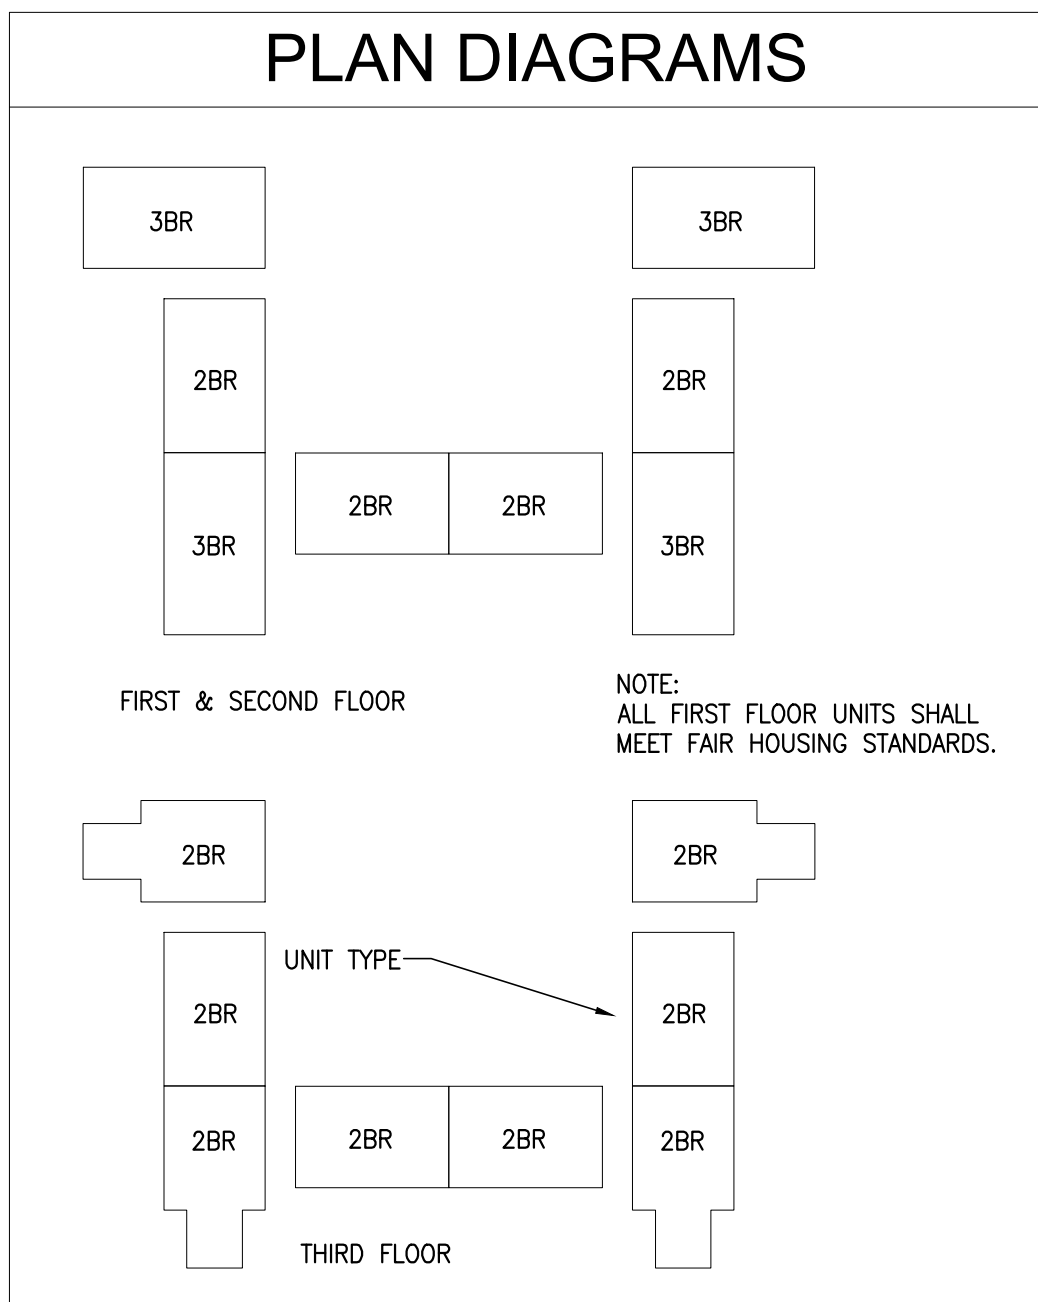 PLAN DIAGRAMS
3BR
3BR
2BR
2BR
2BR
2BR
3BR
3BR
FIRST & SECOND FLOOR
NOTE:
ALL FIRST FLOOR UNITS SHALL
MEET FAIR HOUSING STANDARDS.
2BR
2BR
UNIT TYPE
2BR
2BR
2BR
2BR
2BR
2BR
THIRD FLOOR